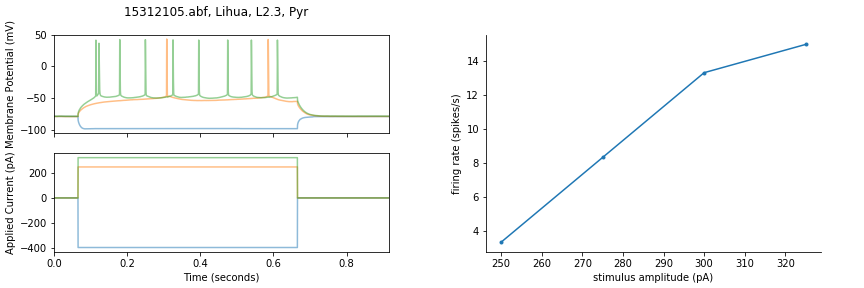 15312105.abf, Lihua, L2.3, Pyr
Membrane Potential (mV)
50
0
−50
−100
Applied Current (pA)
200
0
−200
−400
0.0 0.2 0.4 0.6 0.8
Time (seconds)
firing rate (spikes/s)
14
12
10
8
6
4
250 260 270 280 290 300 310 320
stimulus amplitude (pA)